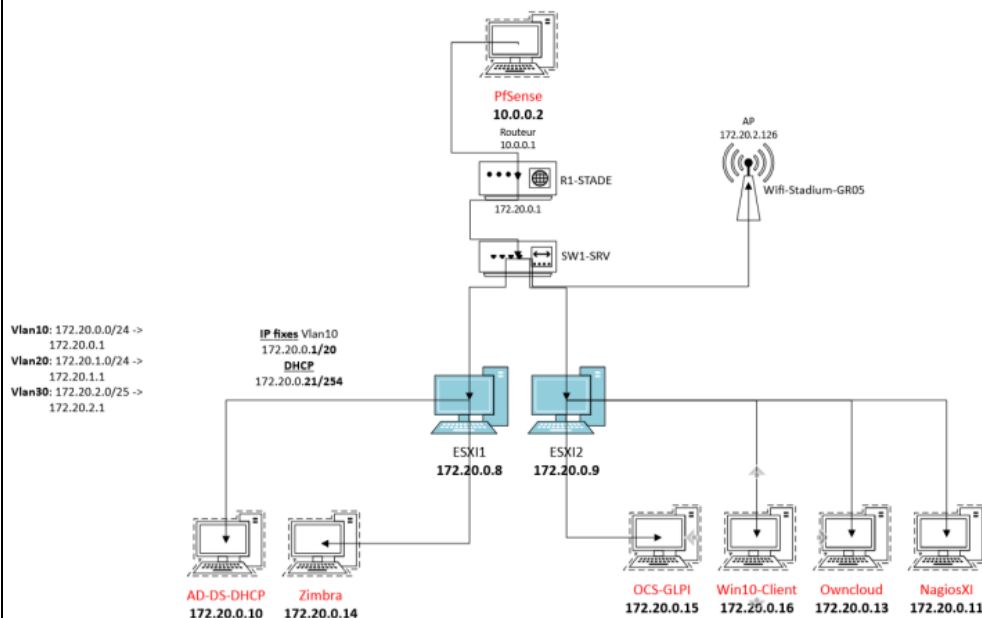 PfSense
10.0.0.2
Routeur
10.0.0.1
R1-STADE
172.20.0.1
SW1-SRV
AP
172.20.2.126
Wifi-Stadium-GR05
Vlan10: 172.20.0.0/24 ->
172.20.0.1
Vlan20: 172.20.1.0/24 ->
172.20.1.1
Vlan30: 172.20.2.0/25 ->
172.20.2.1
IP fixes Vlan10
172.20.0.1/20
DHCP
172.20.0.21/254
ESXI1
172.20.0.8
ESXI2
172.20.0.9
AD-DS-DHCP
172.20.0.10
Zimbra
172.20.0.14
OCS-GLPI
172.20.0.15
Win10-Client
172.20.0.16
Owncloud
172.20.0.13
NagiosXI
172.20.0.11